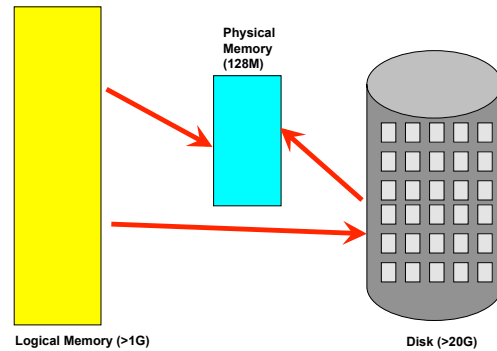 Physical
Memory
(128M)
Logical Memory (>1G)
Disk (>20G)